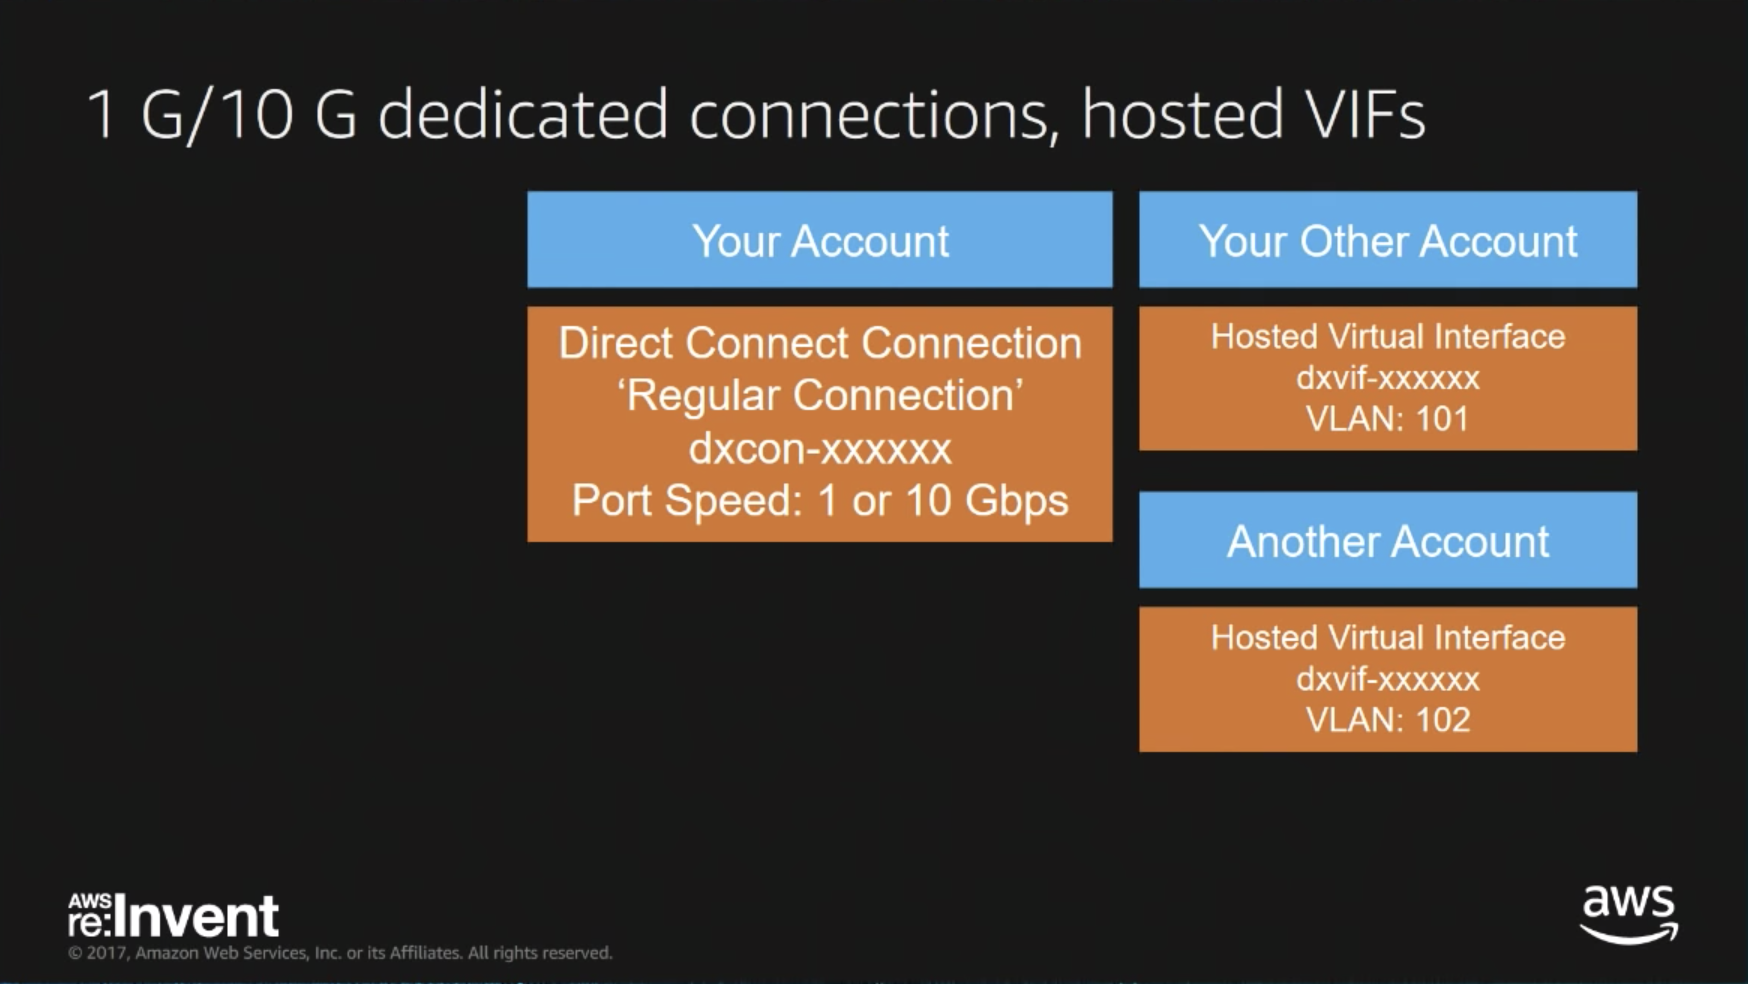 1 G/10 G dedicated connections, hosted VIFs
Your Account
Direct Connect Connection
‘Regular Connection’
dxcon-xxxxxx
Port Speed: 1 or 10 Gbps
Your Other Account
Hosted Virtual Interface
dxvif-xxxxxx
VLAN: 101
Another Account
Hosted Virtual Interface
dxvif-xxxxxx
VLAN: 102
AWS
re:Invent
© 2017, Amazon Web Services, Inc. or its Affiliates. All rights reserved.
aws